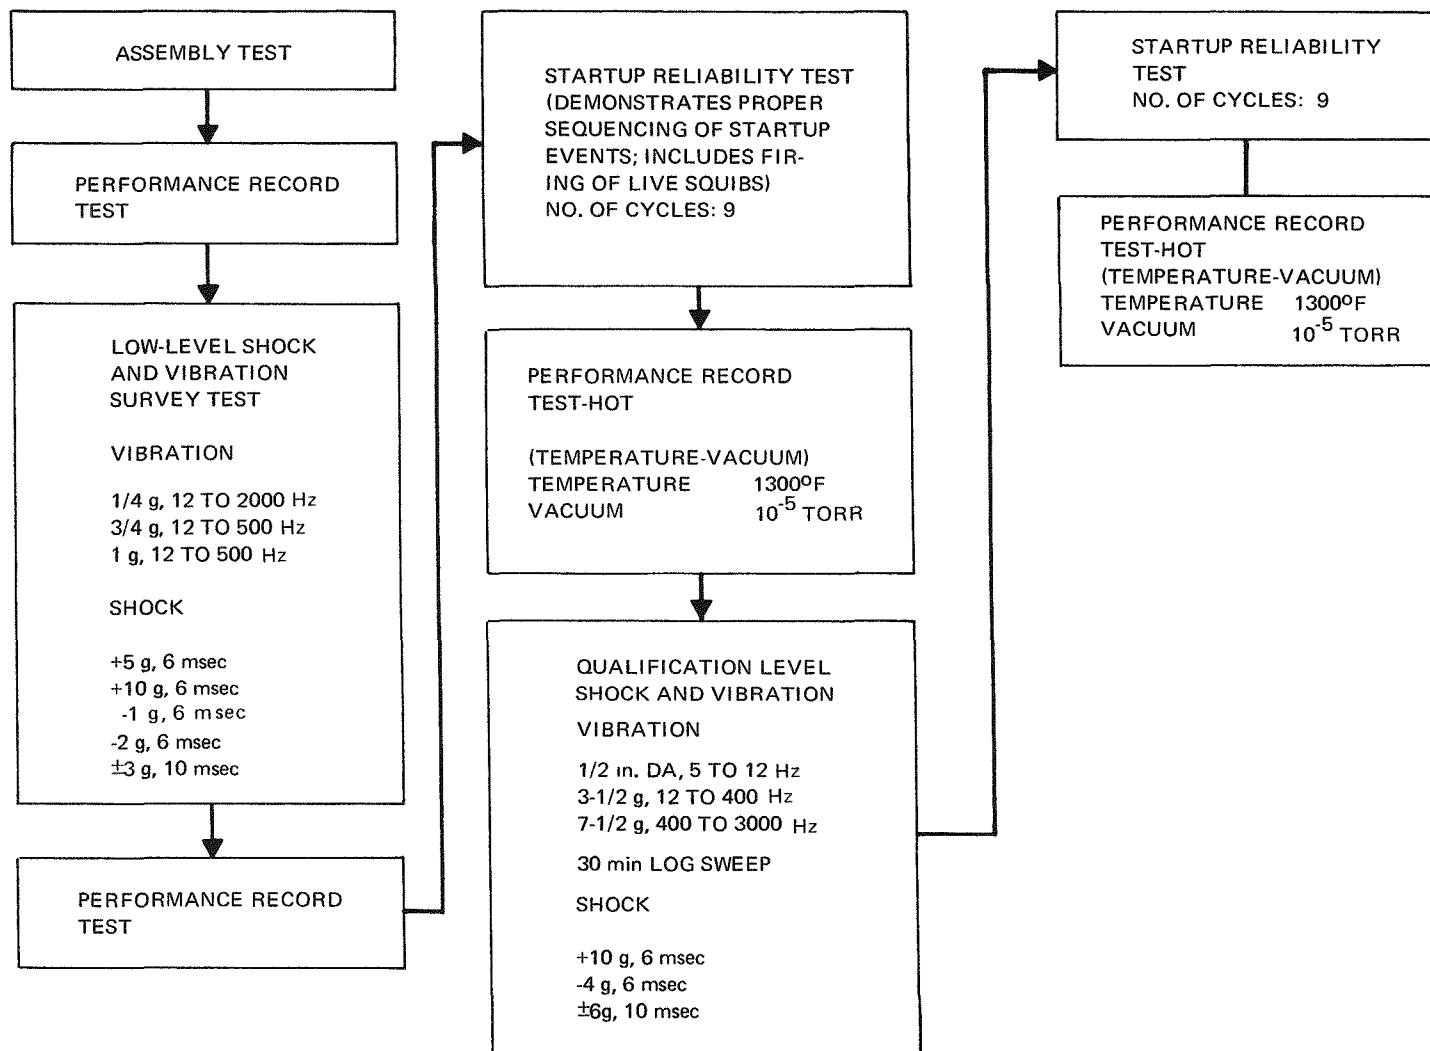 ASSEMBLY TEST
PERFORMANCE RECORD
TEST
LOW-LEVEL SHOCK
AND VIBRATION
SURVEY TEST
VIBRATION
1/4 g, 12 TO 2000 Hz
3/4 g, 12 TO 500 Hz
1 g, 12 TO 500 Hz
SHOCK
+5 g, 6 msec
+10 g, 6 msec
-1 g, 6 msec
-2 g, 6 msec
±3 g, 10 msec
PERFORMANCE RECORD
TEST
STARTUP RELIABILITY TEST
(DEMONSTRATES PROPER
SEQUENCING OF STARTUP
EVENTS; INCLUDES FIR-
ING OF LIVE SQUIBS)
NO. OF CYCLES: 9
PERFORMANCE RECORD
TEST-HOT
(TEMPERATURE-VACUUM)
TEMPERATURE 1300ºF
VACUUM 10⁻⁵ TORR
QUALIFICATION LEVEL
SHOCK AND VIBRATION
VIBRATION
1/2 in. DA, 5 TO 12 Hz
3-1/2 g, 12 TO 400 Hz
7-1/2 g, 400 TO 3000 Hz
30 min LOG SWEEP
SHOCK
+10 g, 6 msec
-4 g, 6 msec
±6g, 10 msec
STARTUP RELIABILITY
TEST
NO. OF CYCLES: 9
PERFORMANCE RECORD
TEST-HOT
(TEMPERATURE-VACUUM)
TEMPERATURE 1300ºF
VACUUM 10⁻⁵ TORR